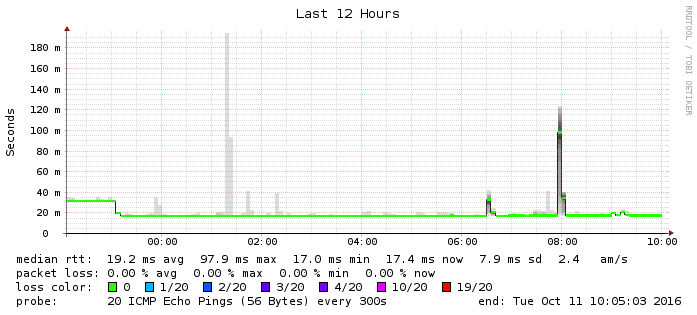 Last 12 Hours
RRDTOOL / TOBI OETIKER
Seconds
180 m
160 m
140 m
120 m
100 m
80 m
60 m
40 m
20 m
0
00:00 02:00 04:00 06:00 08:00 10:00
median rtt: 19.2 ms avg 97.9 ms max 17.0 ms min 17.4 ms now 7.9 ms sd 2.4 am/s
packet loss: 0.00 % avg 0.00 % max 0.00 % min 0.00 % now
loss color: 0 1/20 2/20 3/20 4/20 10/20 19/20
probe: 20 ICMP Echo Pings (56 Bytes) every 300s end: Tue Oct 11 10:05:03 2016